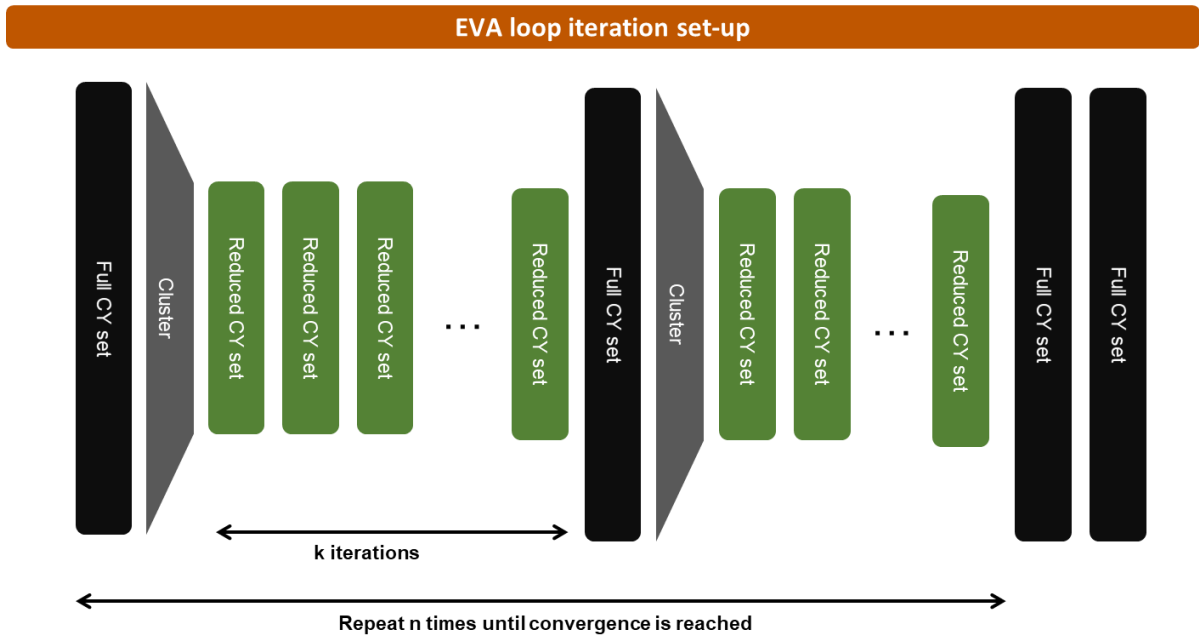 EVA loop iteration set-up
Full CY set
Cluster
Reduced CY set
Reduced CY set
Reduced CY set
...
Reduced CY set
Full CY set
Cluster
Reduced CY set
Reduced CY set
...
Reduced CY set
Full CY set
Full CY set
k iterations
Repeat n times until convergence is reached